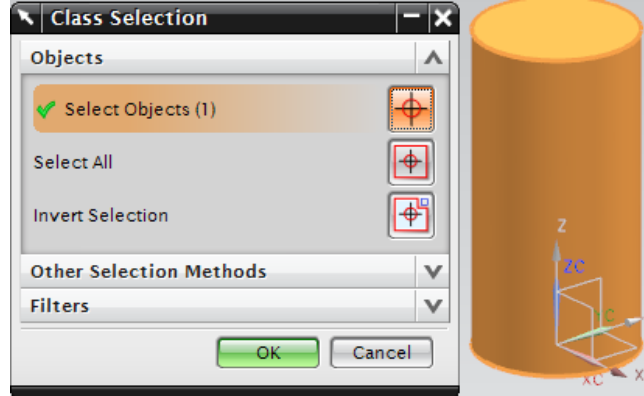 Class Selection
Objects
Select Objects (1)
Select All
Invert Selection
Other Selection Methods
Filters
OK Cancel
Z
ZC
YC
XC X